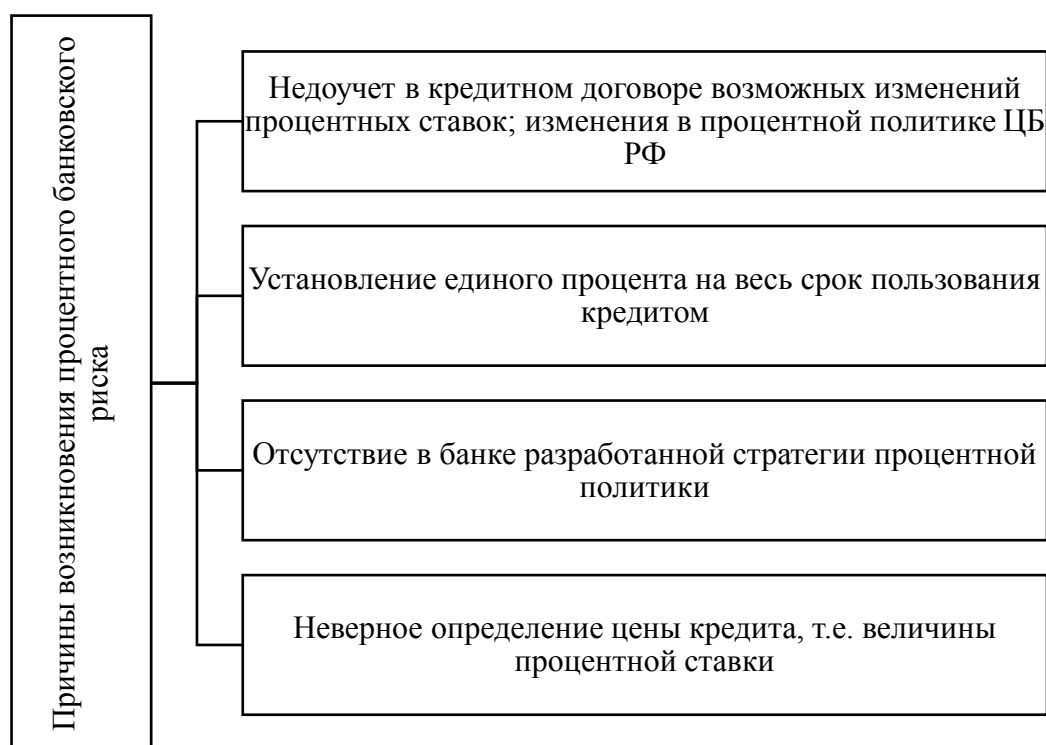 Причины возникновения процентного банковского
риска
Недоучет в кредитном договоре возможных изменений
процентных ставок; изменения в процентной политике ЦБ
РФ
Установление единого процента на весь срок пользования
кредитом
Отсутствие в банке разработанной стратегии процентной
политики
Неверное определение цены кредита, т.е. величины
процентной ставки